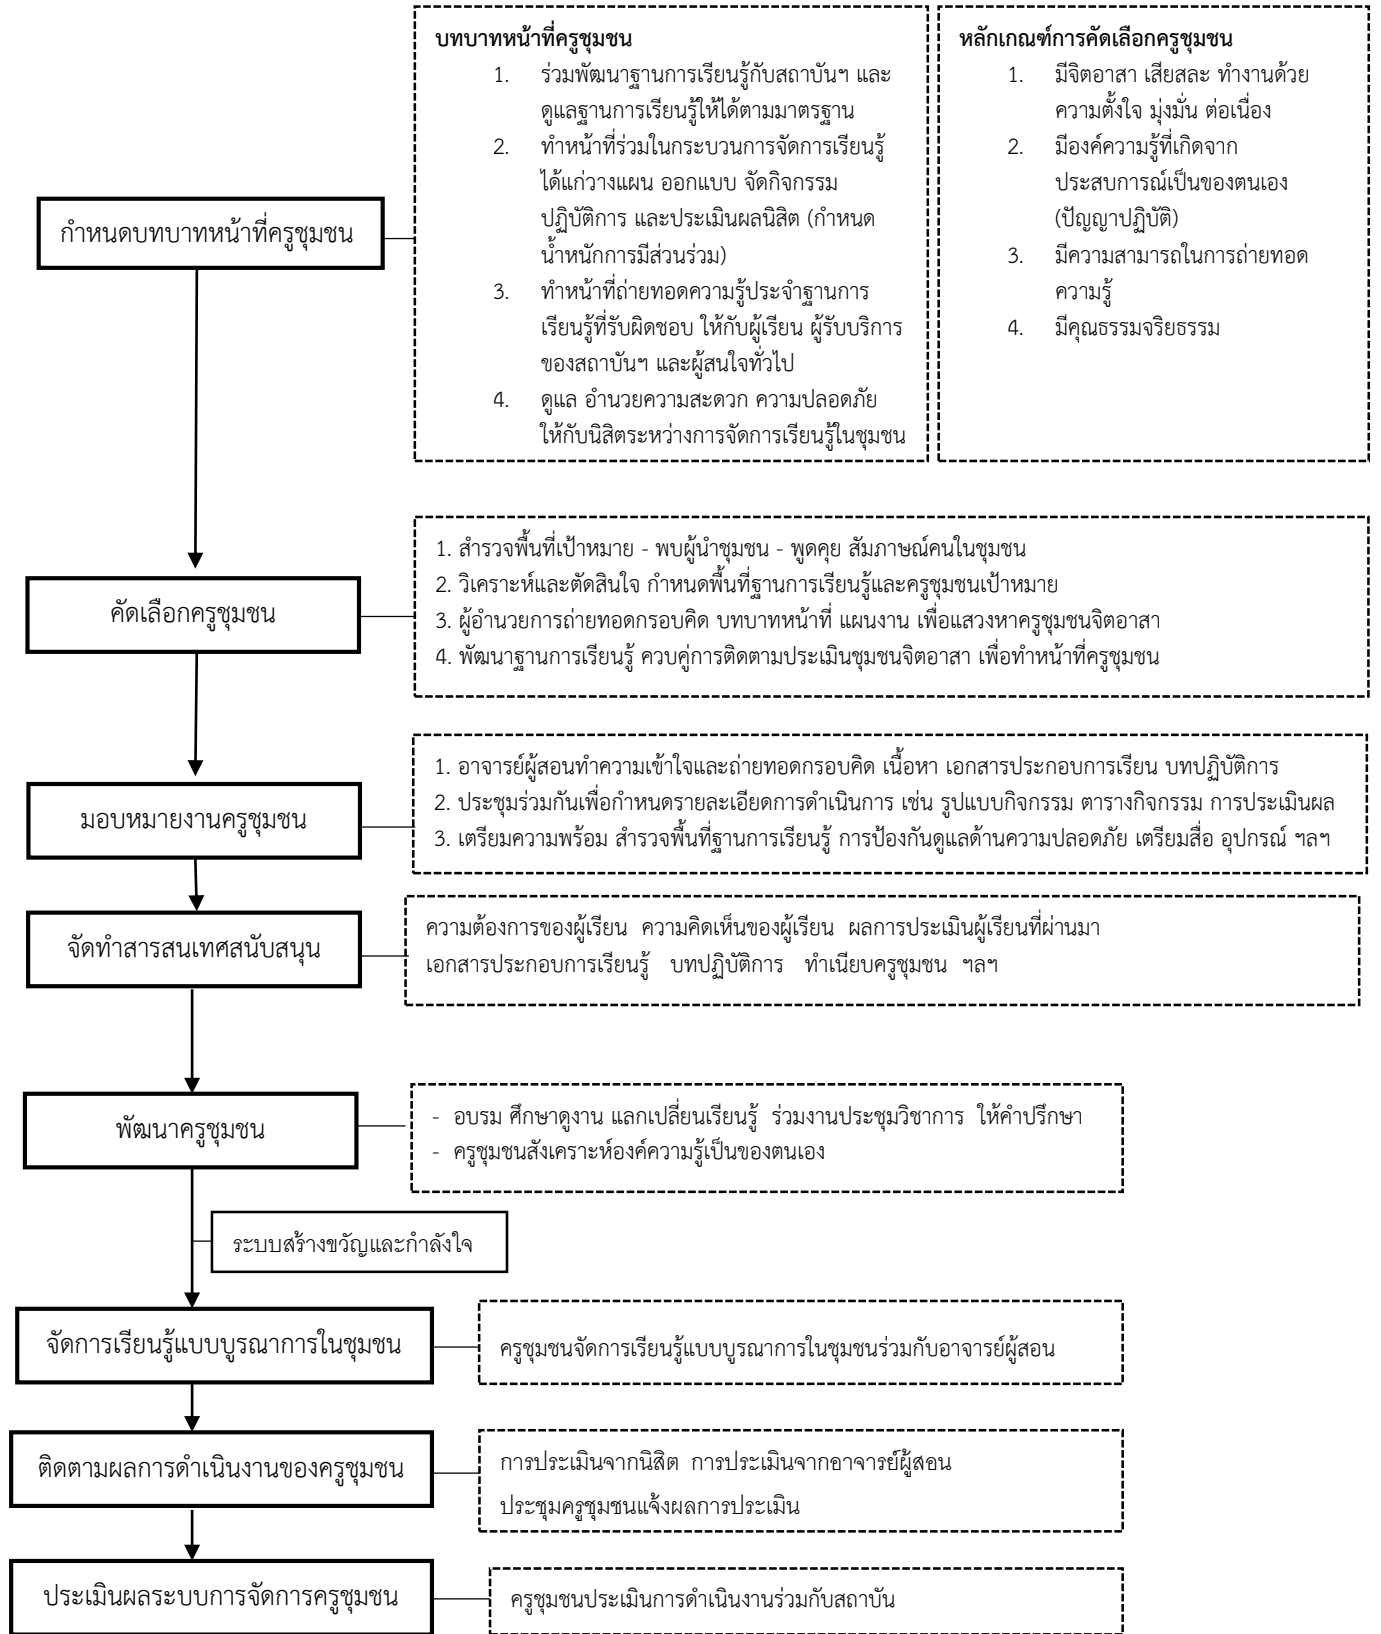 กำหนดบทบาทหน้าที่ครูชุมชน
บทบาทหน้าที่ครูชุมชน
1. ร่วมพัฒนาฐานการเรียนรู้กับสถาบันฯ และ
ดูแลฐานการเรียนรู้ให้ได้ตามมาตรฐาน
2. ทำหน้าที่ร่วมในกระบวนการจัดการเรียนรู้
ได้แก่วางแผน ออกแบบ จัดกิจกรรม
ปฏิบัติการ และประเมินผลนิสิต (กำหนด
น้ำหนักการมีส่วนร่วม)
3. ทำหน้าที่ถ่ายทอดความรู้ประจำฐานการ
เรียนรู้ที่รับผิดชอบ ให้กับผู้เรียน ผู้รับบริการ
ของสถาบันฯ และผู้สนใจทั่วไป
4. ดูแล อำนวยความสะดวก ความปลอดภัย
ให้กับนิสิตระหว่างการจัดการเรียนรู้ในชุมชน
หลักเกณฑ์การคัดเลือกครูชุมชน
1. มีจิตอาสา เสียสละ ทำงานด้วย
ความตั้งใจ มุ่งมั่น ต่อเนื่อง
2. มีองค์ความรู้ที่เกิดจาก
ประสบการณ์เป็นของตนเอง
(ปัญญาปฏิบัติ)
3. มีความสามารถในการถ่ายทอด
ความรู้
4. มีคุณธรรมจริยธรรม
คัดเลือกครูชุมชน
1. สำรวจพื้นที่เป้าหมาย - พบผู้นำชุมชน - พูดคุย สัมภาษณ์คนในชุมชน
2. วิเคราะห์และตัดสินใจ กำหนดพื้นที่ฐานการเรียนรู้และครูชุมชนเป้าหมาย
3. ผู้อำนวยการถ่ายทอดกรอบคิด บทบาทหน้าที่ แผนงาน เพื่อแสวงหาครูชุมชนจิตอาสา
4. พัฒนาฐานการเรียนรู้ ควบคู่การติดตามประเมินชุมชนจิตอาสา เพื่อทำหน้าที่ครูชุมชน
มอบหมายงานครูชุมชน
1. อาจารย์ผู้สอนทำความเข้าใจและถ่ายทอดกรอบคิด เนื้อหา เอกสารประกอบการเรียน บทปฏิบัติการ
2. ประชุมร่วมกันเพื่อกำหนดรายละเอียดการดำเนินการ เช่น รูปแบบกิจกรรม ตารางกิจกรรม การประเมินผล
3. เตรียมความพร้อม สำรวจพื้นที่ฐานการเรียนรู้ การป้องกันดูแลด้านความปลอดภัย เตรียมสื่อ อุปกรณ์ ฯลฯ
จัดทำสารสนเทศสนับสนุน
ความต้องการของผู้เรียน ความคิดเห็นของผู้เรียน ผลการประเมินผู้เรียนที่ผ่านมา
เอกสารประกอบการเรียนรู้ บทปฏิบัติการ ทำเนียบครูชุมชน ฯลฯ
พัฒนาครูชุมชน
- อบรม ศึกษาดูงาน แลกเปลี่ยนเรียนรู้ ร่วมงานประชุมวิชาการ ให้คำปรึกษา
- ครูชุมชนสังเคราะห์องค์ความรู้เป็นของตนเอง
ระบบสร้างขวัญและกำลังใจ
จัดการเรียนรู้แบบบูรณาการในชุมชน
ครูชุมชนจัดการเรียนรู้แบบบูรณาการในชุมชนร่วมกับอาจารย์ผู้สอน
ติดตามผลการดำเนินงานของครูชุมชน
การประเมินจากนิสิต การประเมินจากอาจารย์ผู้สอน
ประชุมครูชุมชนแจ้งผลการประเมิน
ประเมินผลระบบการจัดการครูชุมชน
ครูชุมชนประเมินการดำเนินงานร่วมกับสถาบัน